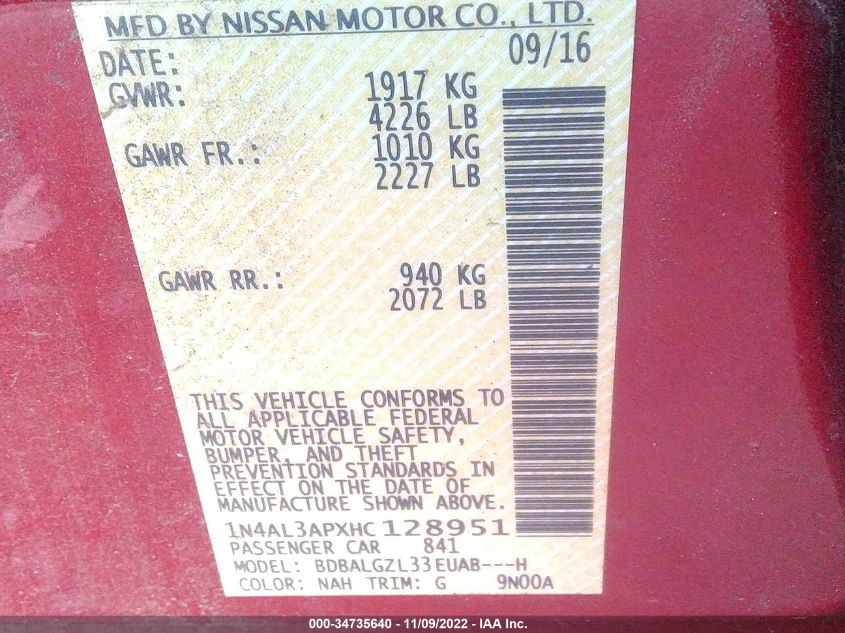 MFD BY NISSAN MOTOR CO., LTD.
DATE: 09/16
GVWR: 1917 KG
4226 LB
GAWR FR.: 1010 KG
2227 LB
GAWR RR.: 940 KG
2072 LB
THIS VEHICLE CONFORMS TO
ALL APPLICABLE FEDERAL
MOTOR VEHICLE SAFETY,
BUMPER, AND THEFT
PREVENTION STANDARDS IN
EFFECT ON THE DATE OF
MANUFACTURE SHOWN ABOVE.
1N4AL3APXHC128951
PASSENGER CAR 841
MODEL: BDBALGZL33EUAB---H
COLOR: NAH TRIM: G 9N00A
000-34735640 - 11/09/2022 - IAA Inc.